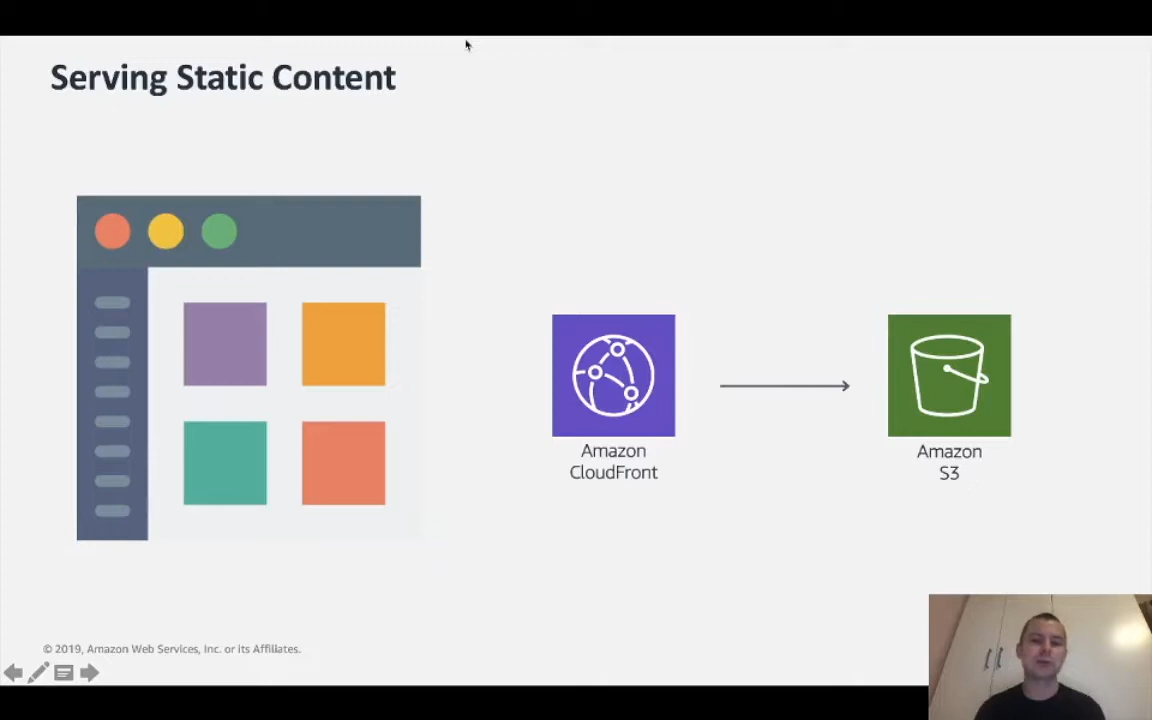 Serving Static Content
Amazon
CloudFront
Amazon
S3
© 2019, Amazon Web Services, Inc. or its Affiliates.